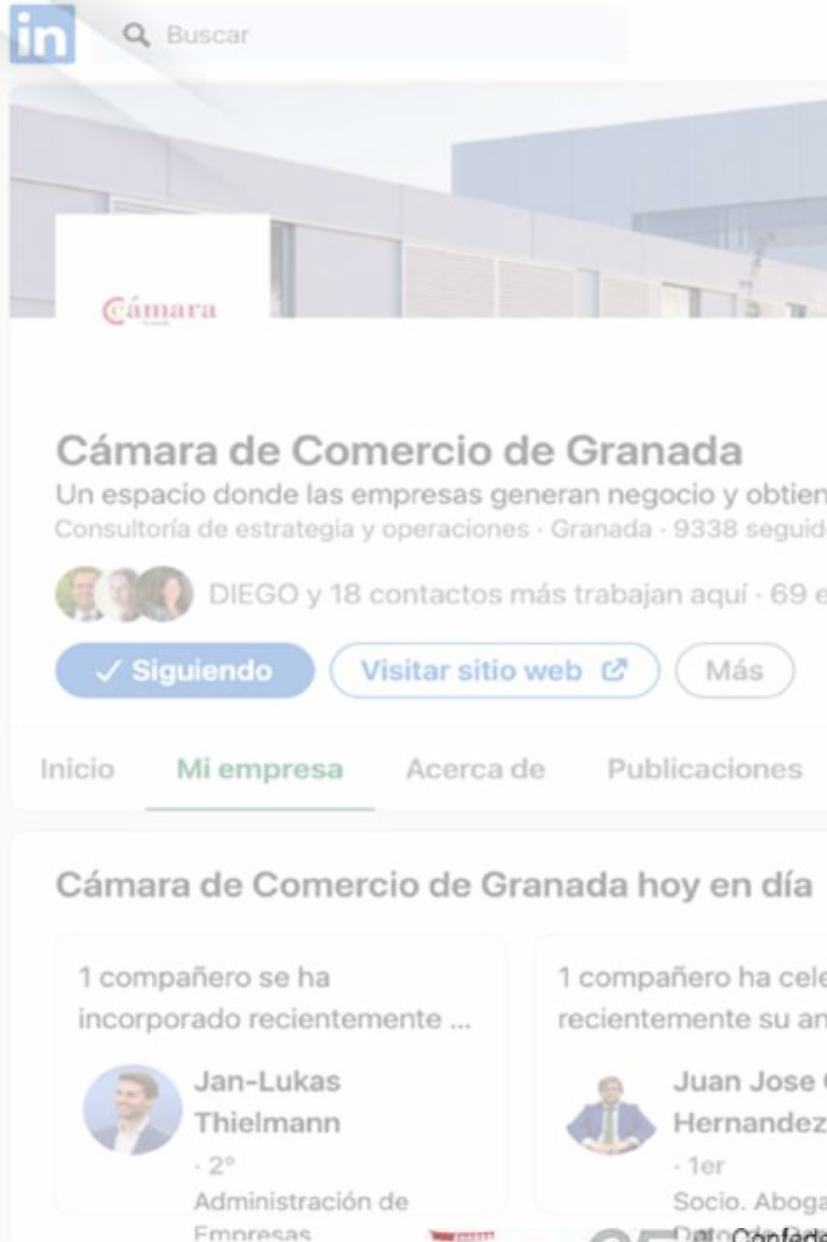 in
Buscar
Cámara
Cámara de Comercio de Granada
Un espacio donde las empresas generan negocio y obtien
Consultoría de estrategia y operaciones · Granada · 9338 seguid
DIEGO y 18 contactos más trabajan aquí · 69 e
✓ Siguiendo Visitar sitio web Más
Inicio Mi empresa Acerca de Publicaciones
Cámara de Comercio de Granada hoy en día
1 compañero se ha
incorporado recientemente ...
Jan-Lukas
Thielmann
· 2°
Administración de
Empresas
1 compañero ha cele
recientemente su an
Juan Jose
Hernandez
· 1er
Socio. Aboga
Confede